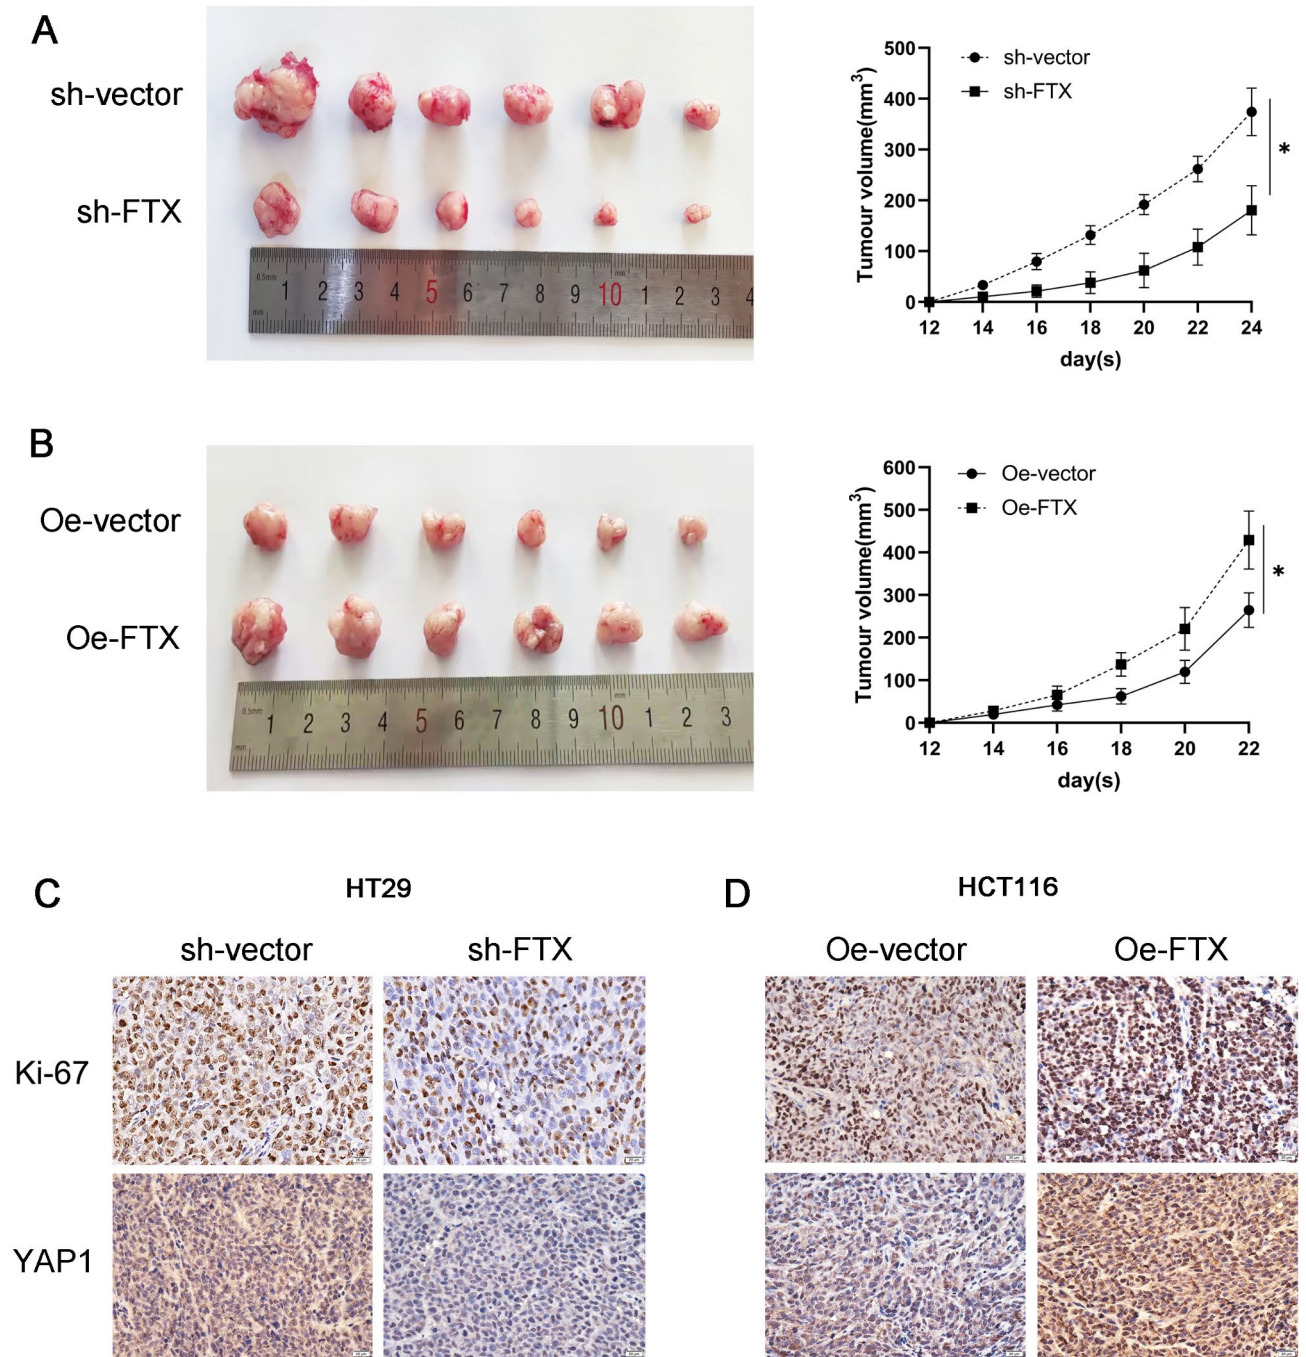 A
sh-vector
sh-FTX
0.5mm
mm
mm
1 2 3 4 5 6 7 8 9 10 1 2 3 4
Tumour volume(mm3)
500
400
300
200
100
0
sh-vector
sh-FTX
*
12 14 16 18 20 22 24
day(s)
B
Oe-vector
Oe-FTX
0.5mm
mm
mm
1 2 3 4 5 6 7 8 9 10 1 2 3
Tumour volume(mm3)
600
500
400
300
200
100
0
Oe-vector
Oe-FTX
*
12 14 16 18 20 22
day(s)
C
HT29
sh-vector sh-FTX
Ki-67
YAP1
D
HCT116
Oe-vector Oe-FTX